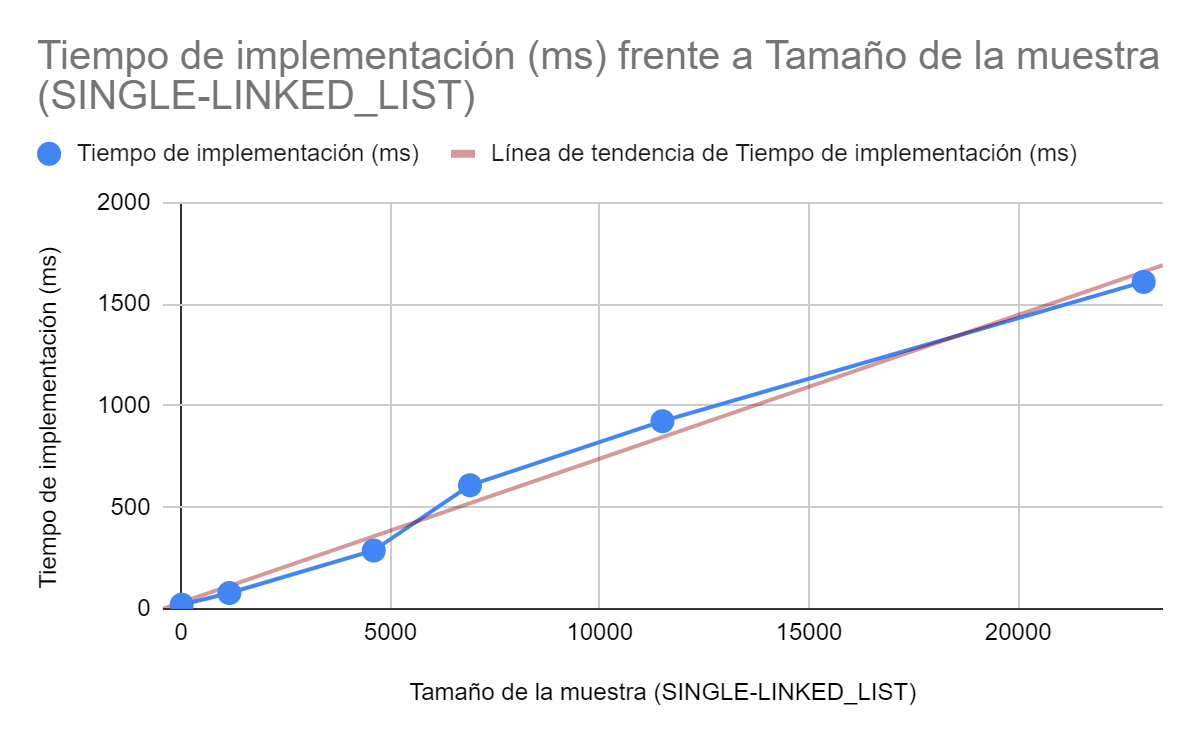 Tiempo de implementación (ms) frente a Tamaño de la muestra
(SINGLE-LINKED_LIST)
Tiempo de implementación (ms)
Línea de tendencia de Tiempo de implementación (ms)
Tiempo de implementación (ms)
2000
1500
1000
500
0
0
5000
10000
15000
20000
Tamaño de la muestra (SINGLE-LINKED_LIST)